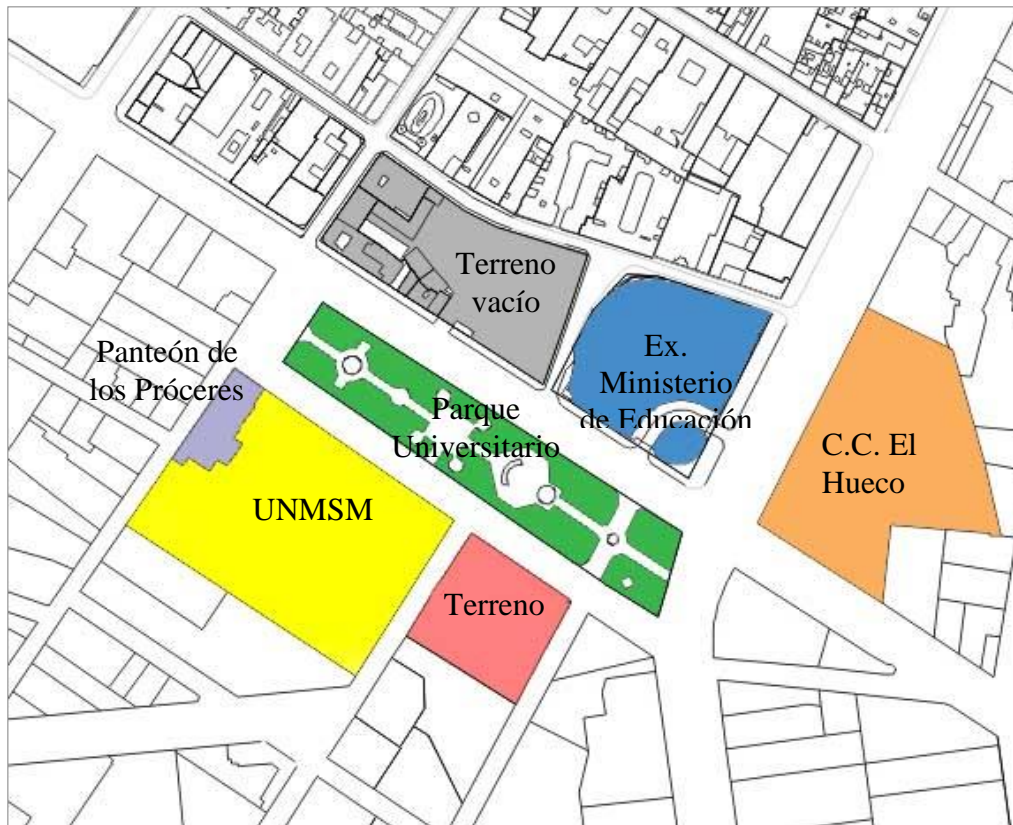 Terreno
vacío
Ex.
Ministerio
de Educación
Panteón de
los Próceres
Parque
Universitario
C.C. El
Hueco
UNMSM
Terreno